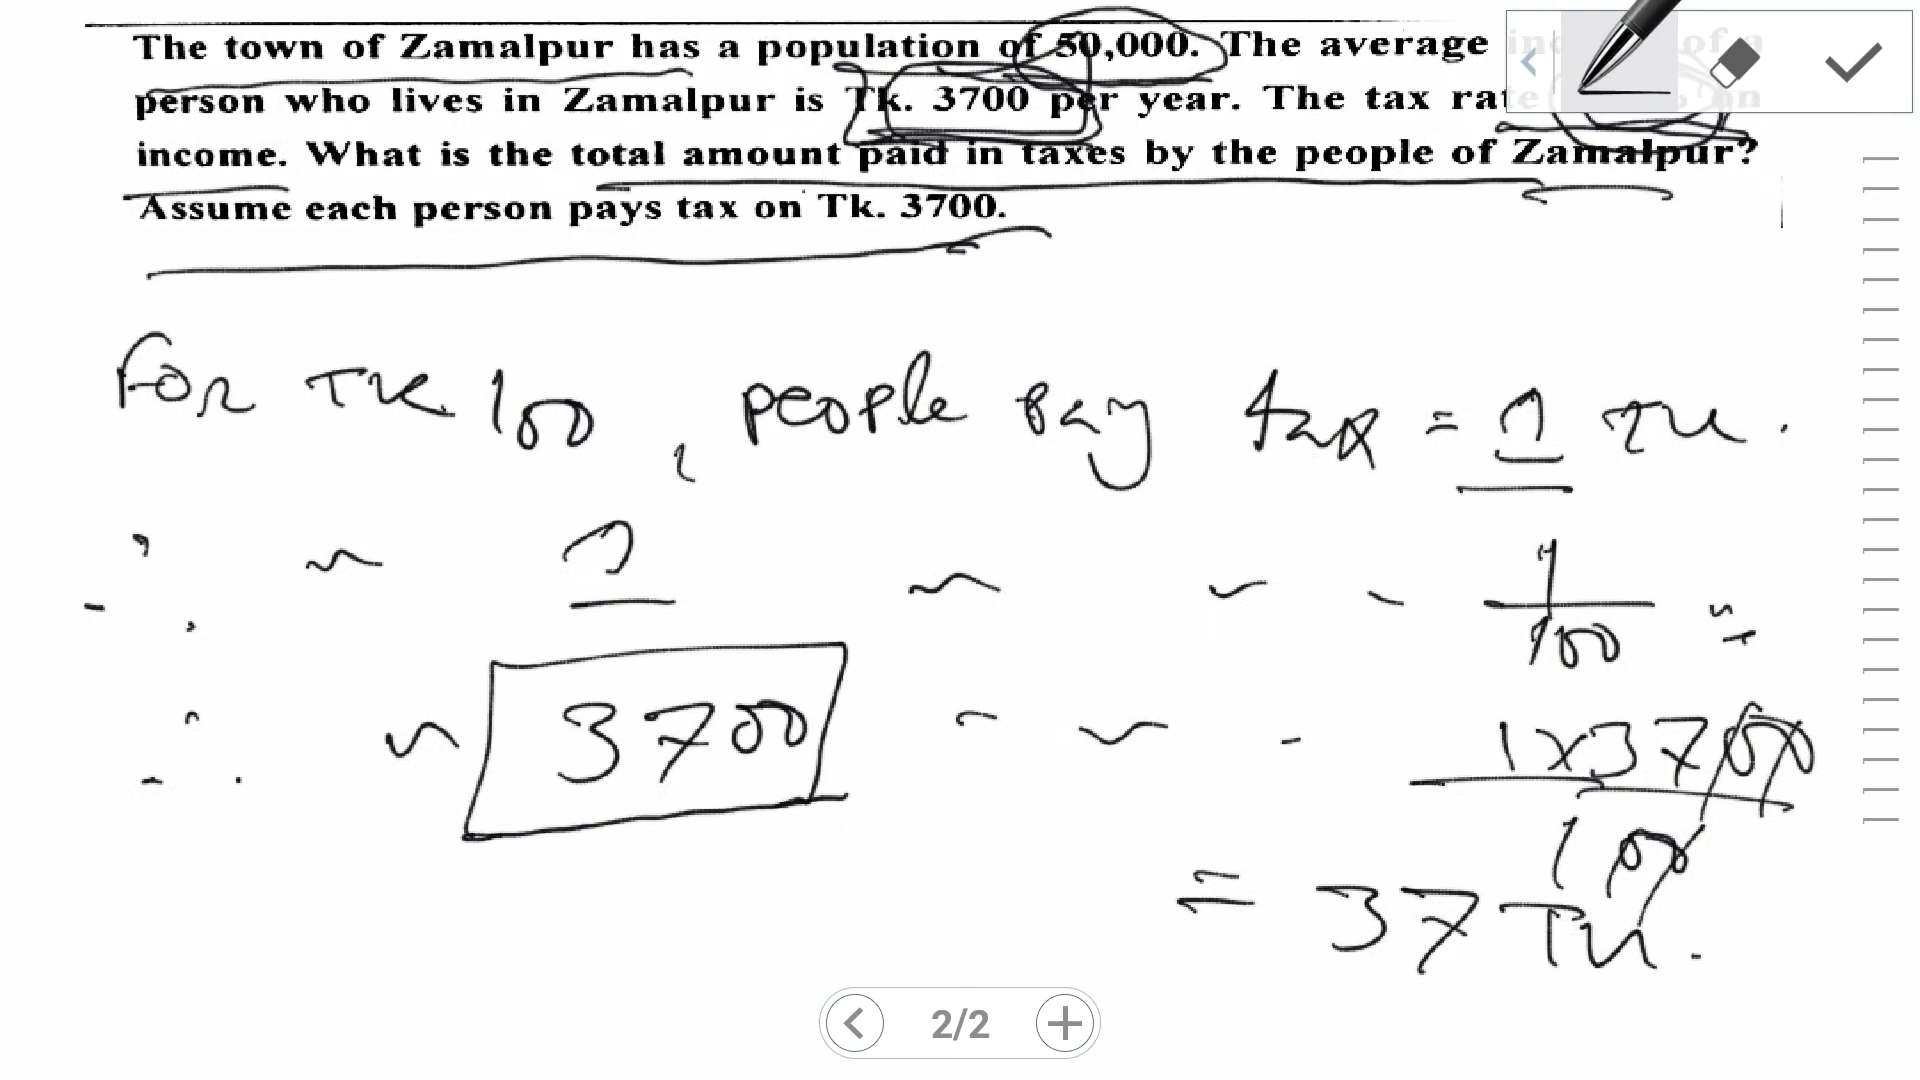 The town of Zamalpur has a population of 50,000. The average
person who lives in Zamalpur is Tk. 3700 per year. The tax rate
income. What is the total amount paid in taxes by the people of Zamalpur?
Assume each person pays tax on Tk. 3700.
For TK 100, people pay tax = 1 TK.
1 1/100
3700 1x3700/100
= 37 TK.
2/2